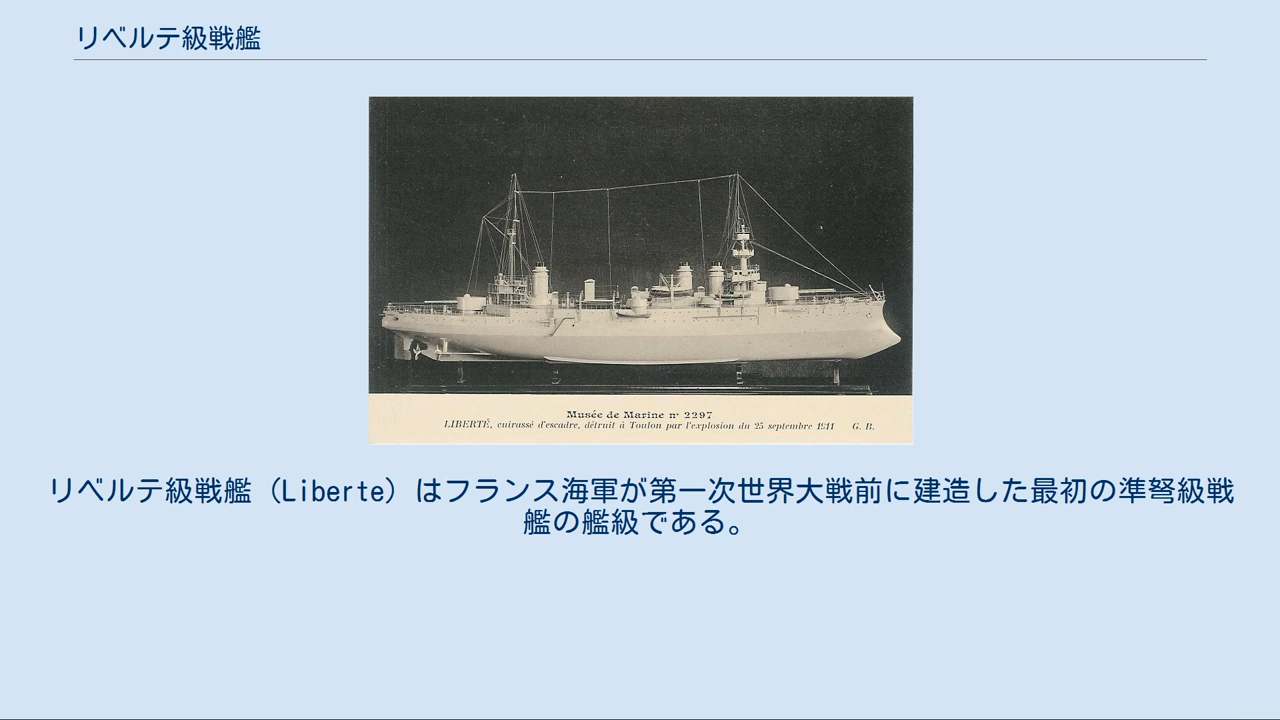 リベルテ級戦艦
Musée de Marine nº 2297
LIBERTÉ, cuirassé d'escadre, détruit à Toulon par l'explosion du 25 septembre 1911 G. B.
リベルテ級戦艦（Liberte）はフランス海軍が第一次世界大戦前に建造した最初の準弩級戦
艦の艦級である。